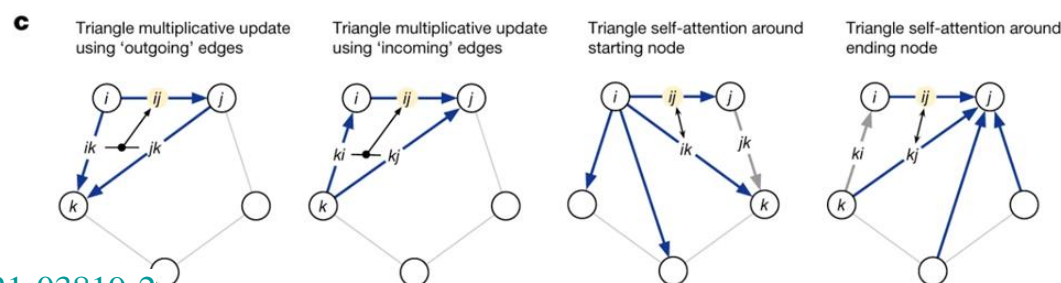 c
Triangle multiplicative update
using ‘outgoing’ edges
Triangle multiplicative update
using ‘incoming’ edges
Triangle self-attention around
starting node
Triangle self-attention around
ending node
i ij j
ik jk
k
i ij j
ki kj
k
i ij j
ik jk
k
i ij j
ki kj
k